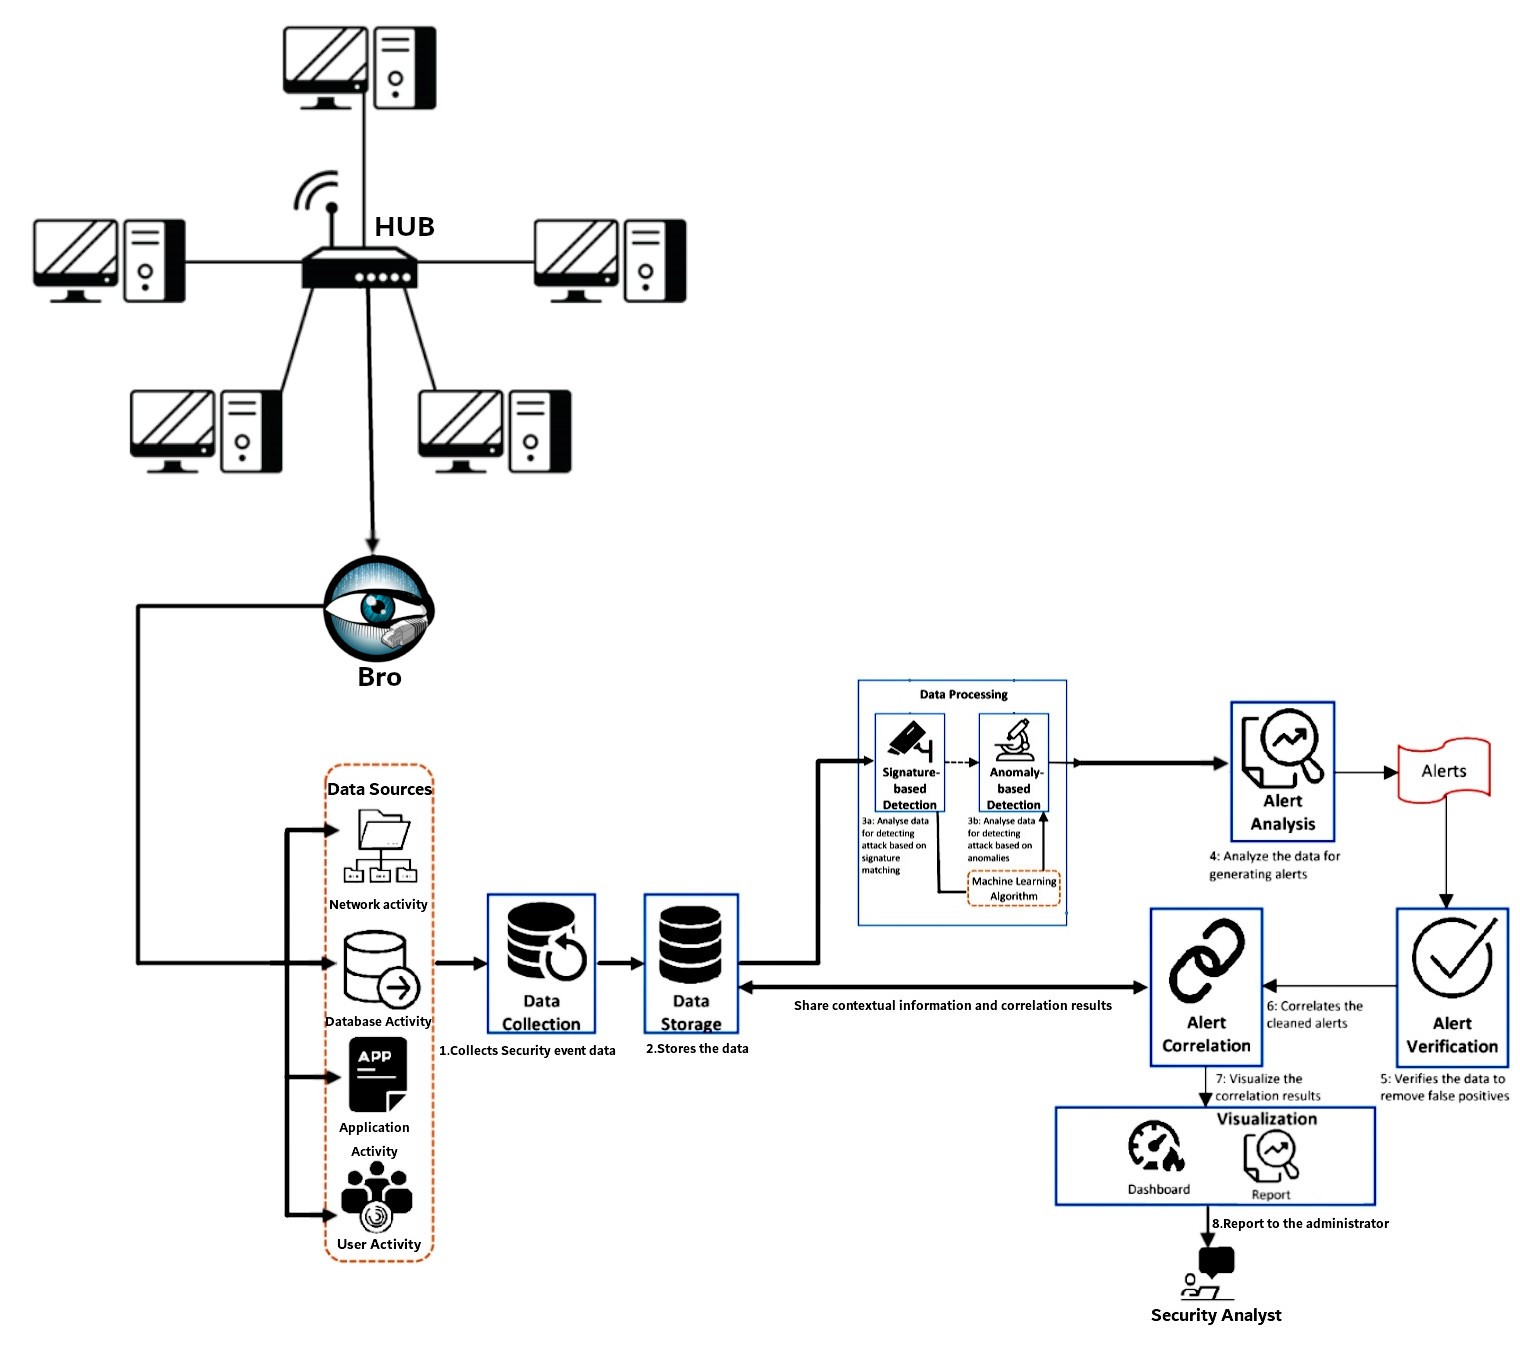 HUB
Bro
Data Sources
Network activity
Database Activity
APP
Application
Activity
User Activity
Data
Collection
1.Collects Security event data
Data
Storage
2.Stores the data
Data Processing
Signature-
based
Detection
3a: Analyse data
for detecting
attack based on
signature
matching
Anomaly-
based
Detection
3b: Analyse data
for detecting
attack based on
anomalies
Machine Learning
Algorithm
Alert
Analysis
4: Analyze the data for
generating alerts
Alerts
Alert
Verification
5: Verifies the data to
remove false positives
6: Correlates the
cleaned alerts
Alert
Correlation
Share contextual information and correlation results
7: Visualize the
correlation results
Visualization
Dashboard
Report
8.Report to the administrator
Security Analyst